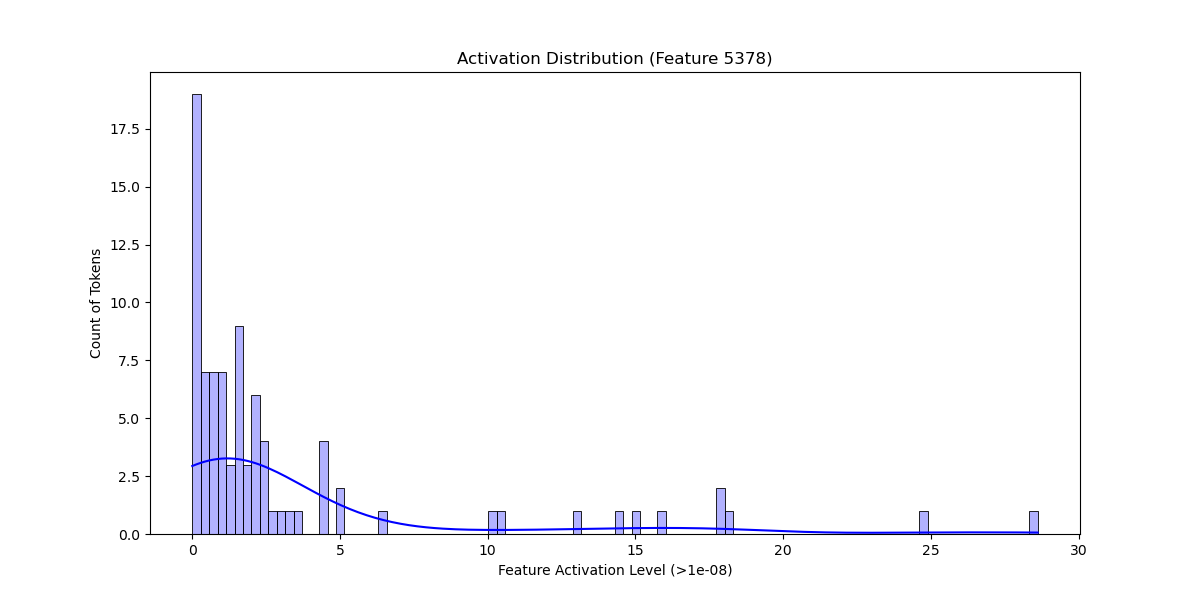 Activation Distribution (Feature 5378)
Count of Tokens
17.5
15.0
12.5
10.0
7.5
5.0
2.5
0.0
0 5 10 15 20 25 30
Feature Activation Level (>1e-08)